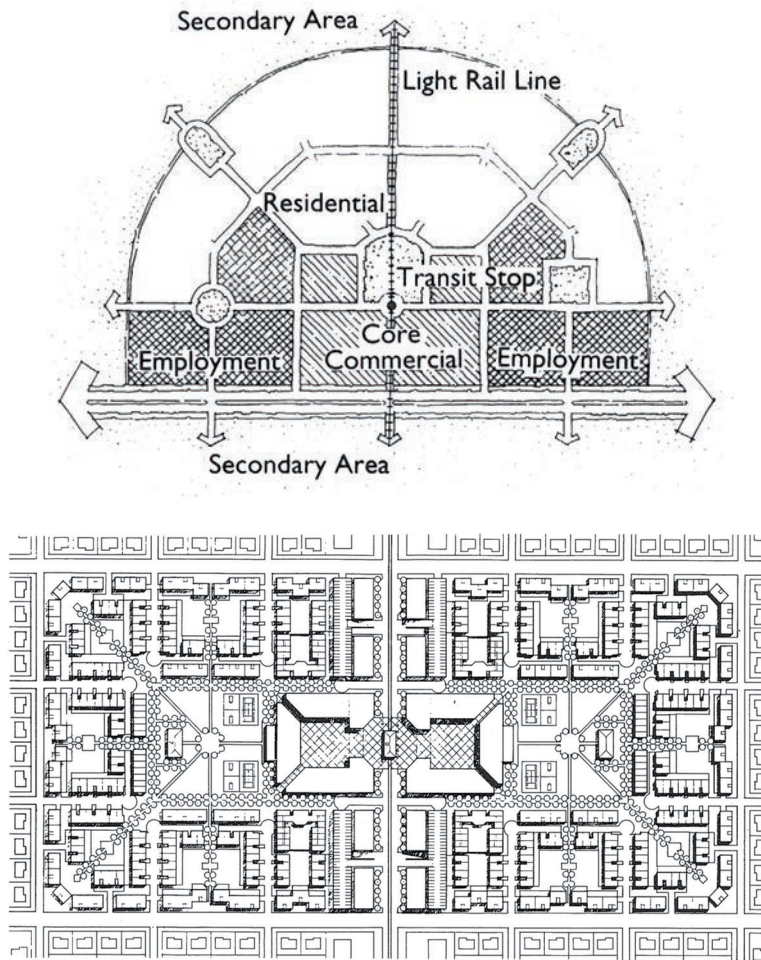 Secondary Area
Light Rail Line
Residential
Transit Stop
Core
Commercial
Employment
Employment
Secondary Area